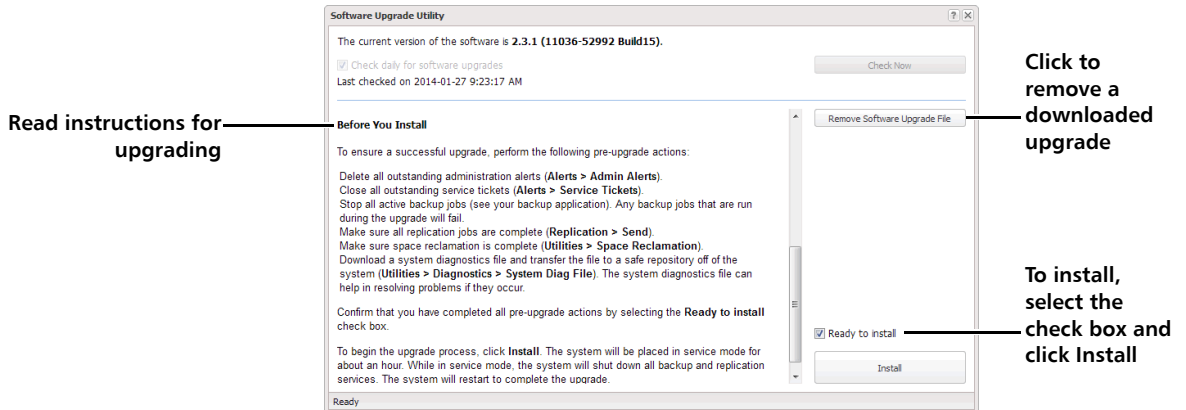 Software Upgrade Utility
The current version of the software is 2.3.1 (11036-52992 Build15).
Check daily for software upgrades
Check Now
Last checked on 2014-01-27 9:23:17 AM
Click to
remove a
downloaded
upgrade
Read instructions for
upgrading
Before You Install
Remove Software Upgrade File
To ensure a successful upgrade, perform the following pre-upgrade actions:
Delete all outstanding administration alerts (Alerts > Admin Alerts).
Close all outstanding service tickets (Alerts > Service Tickets).
Stop all active backup jobs (see your backup application). Any backup jobs that are run
during the upgrade will fail.
Make sure all replication jobs are complete (Replication > Send).
Make sure space reclamation is complete (Utilities > Space Reclamation).
Download a system diagnostics file and transfer the file to a safe repository off of the
system (Utilities > Diagnostics > System Diag File). The system diagnostics file can
help in resolving problems if they occur.
Confirm that you have completed all pre-upgrade actions by selecting the Ready to install
check box.
To begin the upgrade process, click Install. The system will be placed in service mode for
about an hour. While in service mode, the system will shut down all backup and replication
services. The system will restart to complete the upgrade.
Ready to install
Install
To install,
select the
check box and
click Install
Ready